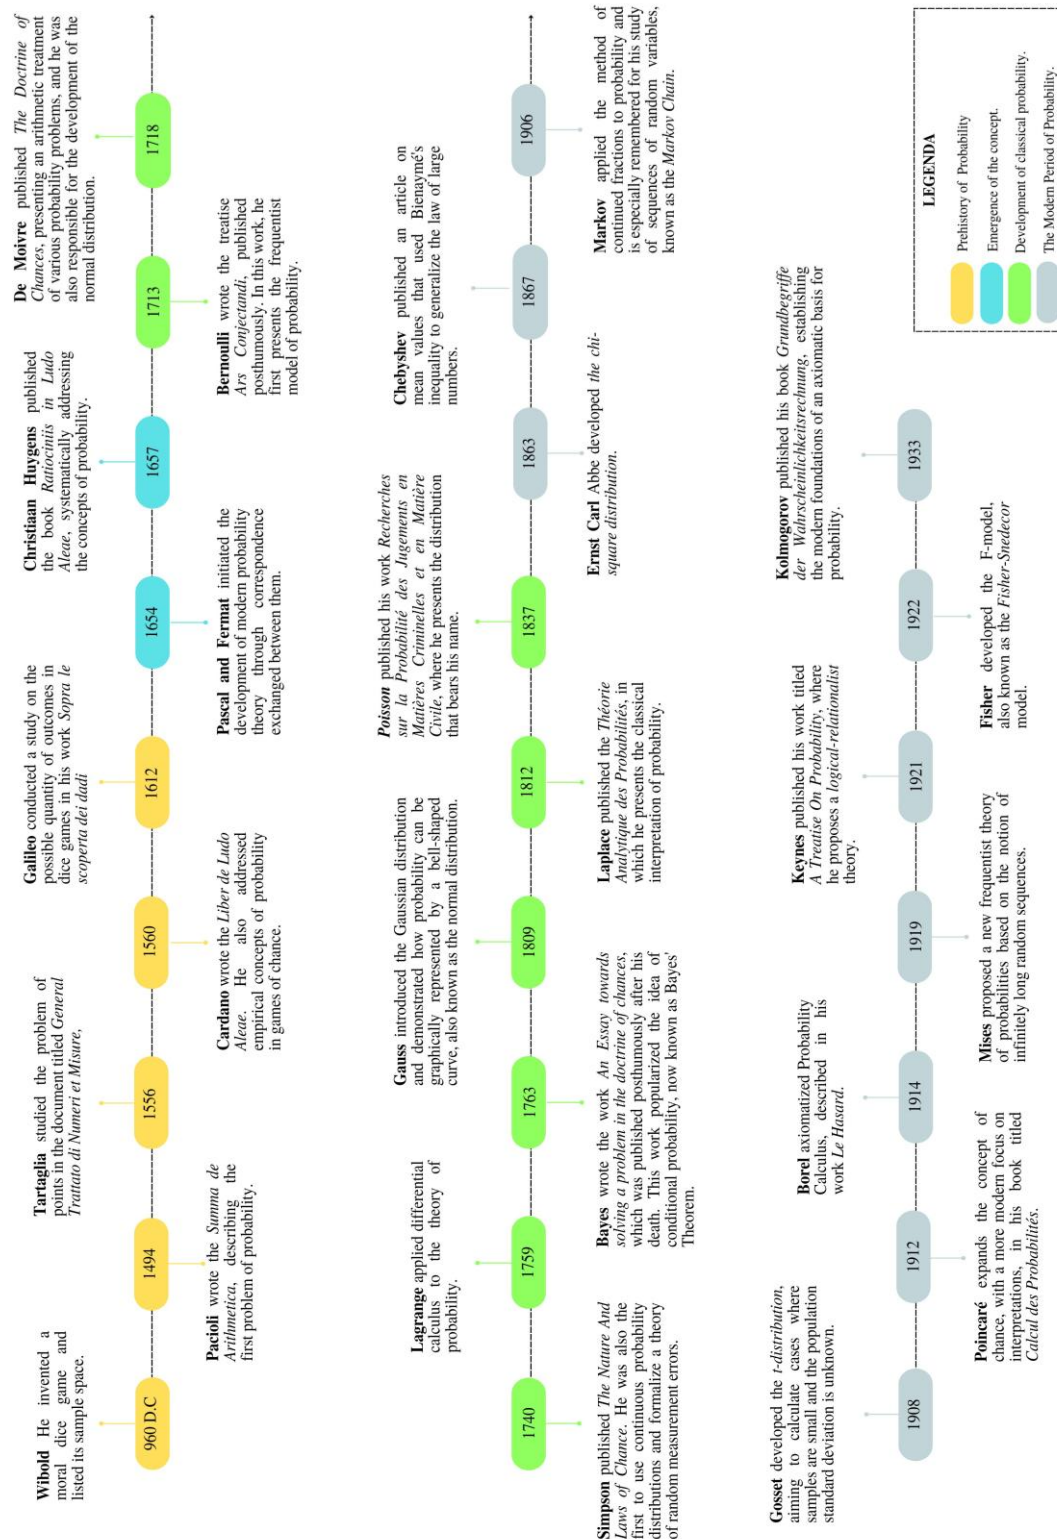 Wibold He invented a
moral dice game and
listed its sample space.
960 D.C
1494
Pacioli wrote the Summa de
Arithmetica, describing the
first problem of probability.
Tartaglia studied the problem of
points in the document titled General
Trattato di Numeri et Misure,
1556
1560
Cardano wrote the Liber de Ludo
Aleae. He also addressed
empirical concepts of probability
in games of chance.
Galileo conducted a study on the
possible quantity of outcomes in
dice games in his work Sopra le
scoperta dei dadi
1612
1654
Pascal and Fermat initiated the
development of modern probability
theory through correspondence
exchanged between them.
Christiaan Huygens published
the book Ratiociniis in Ludo
Aleae, systematically addressing
the concepts of probability.
1657
1713
Bernoulli wrote the treatise
Ars Conjectandi, published
posthumously. In this work, he
first presents the frequentist
model of probability.
De Moivre published The Doctrine of
Chances, presenting an arithmetic treatment
of various probability problems, and he was
also responsible for the development of the
normal distribution.
1718
1740
Simpson published The Nature And
Laws of Chance. He was also the
first to use continuous probability
distributions and formalize a theory
of random measurement errors.
Lagrange applied differential
calculus to the theory of
probability.
1759
1763
Bayes wrote the work An Essay towards
solving a problem in the doctrine of chances,
which was published posthumously after his
death. This work popularized the idea of
conditional probability, now known as Bayes'
Theorem.
Gauss introduced the Gaussian distribution
and demonstrated how probability can be
graphically represented by a bell-shaped
curve, also known as the normal distribution.
1809
1812
Laplace published the Théorie
Analytique des Probabilités, in
which he presents the classical
interpretation of probability.
Poisson published his work Recherches
sur la Probabilité des Jugements en
Matières Criminelles et en Matière
Civile, where he presents the distribution
that bears his name.
1837
1863
Ernst Carl Abbe developed the chi-
square distribution.
Chebyshev published an article on
mean values that used Bienaymé's
inequality to generalize the law of large
numbers.
1867
1906
Markov applied the method of
continued fractions to probability and
is especially remembered for his study
of sequences of random variables,
known as the Markov Chain.
Gosset developed the t-distribution,
aiming to calculate cases where
samples are small and the population
standard deviation is unknown.
1908
1912
Poincaré expands the concept of
chance, with a more modern focus on
interpretations, in his book titled
Calcul des Probabilités.
Borel axiomatized Probability
Calculus, described in his
work Le Hasard.
1914
1919
Mises proposed a new frequentist theory
of probabilities based on the notion of
infinitely long random sequences.
Keynes published his work titled
A Treatise On Probability, where
he proposes a logical-relationalist
theory.
1921
1922
Fisher developed the F-model,
also known as the Fisher-Snedecor
model.
Kolmogorov published his book Grundbegriffe
der Wahrscheinlichkeitsrechnung, establishing
the modern foundations of an axiomatic basis for
probability.
1933
LEGENDA
Prehistory of Probability
Emergence of the concept.
Development of classical probability.
The Modern Period of Probability.